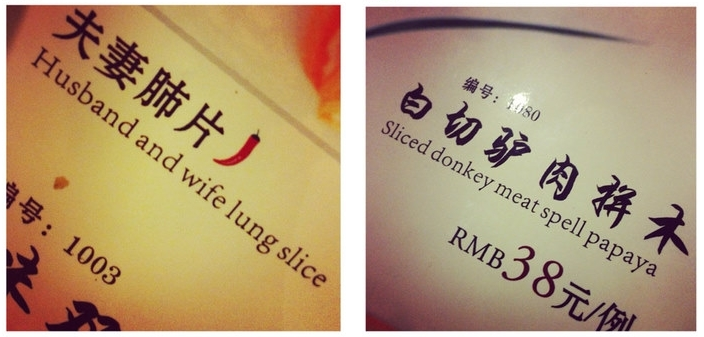 夫妻肺片
Husband and wife lung slice
编号：1003
编号：1080
白切驴肉拼木
Sliced donkey meat spell papaya
RMB38元/例